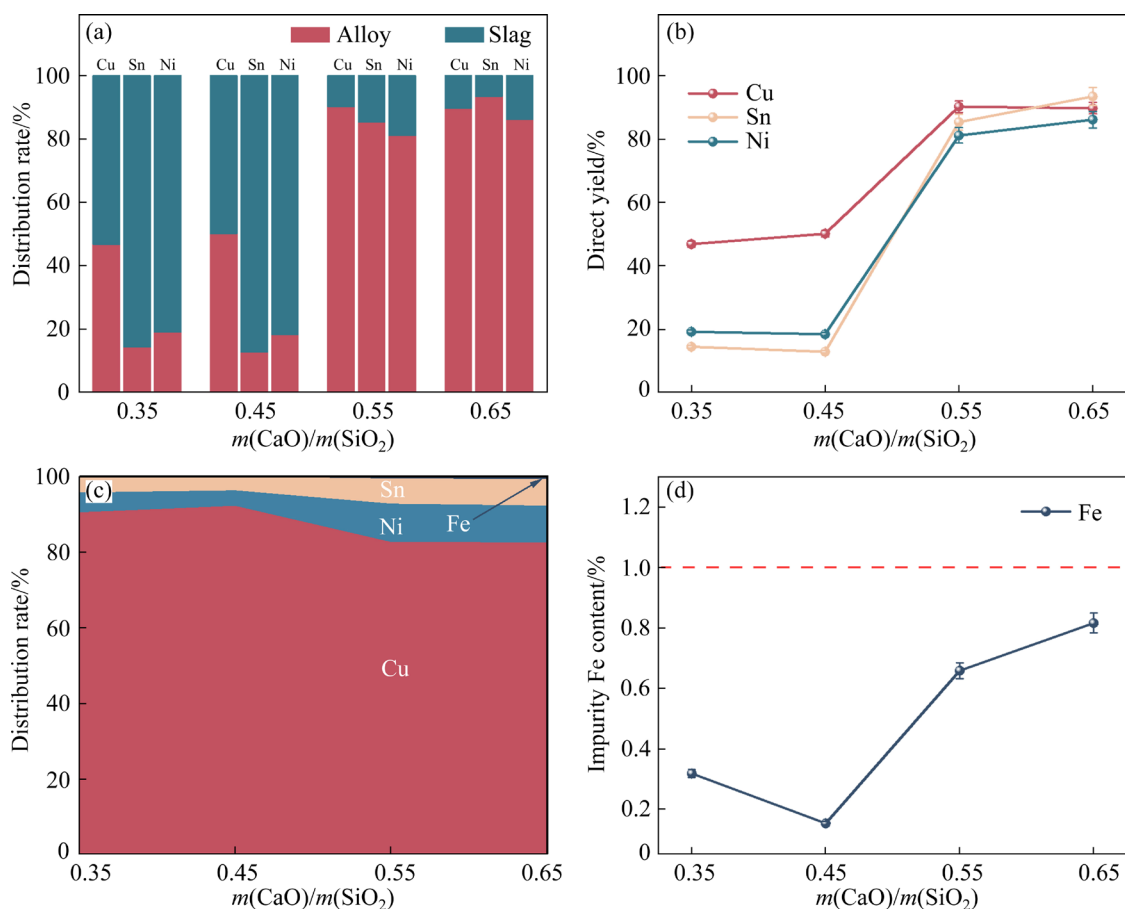 (a)
Alloy
Slag
Cu Sn Ni Cu Sn Ni Cu Sn Ni Cu Sn Ni
100
80
60
40
20
0
Distribution rate/%
0.35 0.45 0.55 0.65
m(CaO)/m(SiO₂)
(b)
Cu
Sn
Ni
100
80
60
40
20
0
Direct yield/%
0.35 0.45 0.55 0.65
m(CaO)/m(SiO₂)
(c)
Sn
Ni
Fe
Cu
100
80
60
40
20
0
Distribution rate/%
0.35 0.45 0.55 0.65
m(CaO)/m(SiO₂)
(d)
Fe
1.2
1.0
0.8
0.6
0.4
0.2
0
Impurity Fe content/%
0.35 0.45 0.55 0.65
m(CaO)/m(SiO₂)